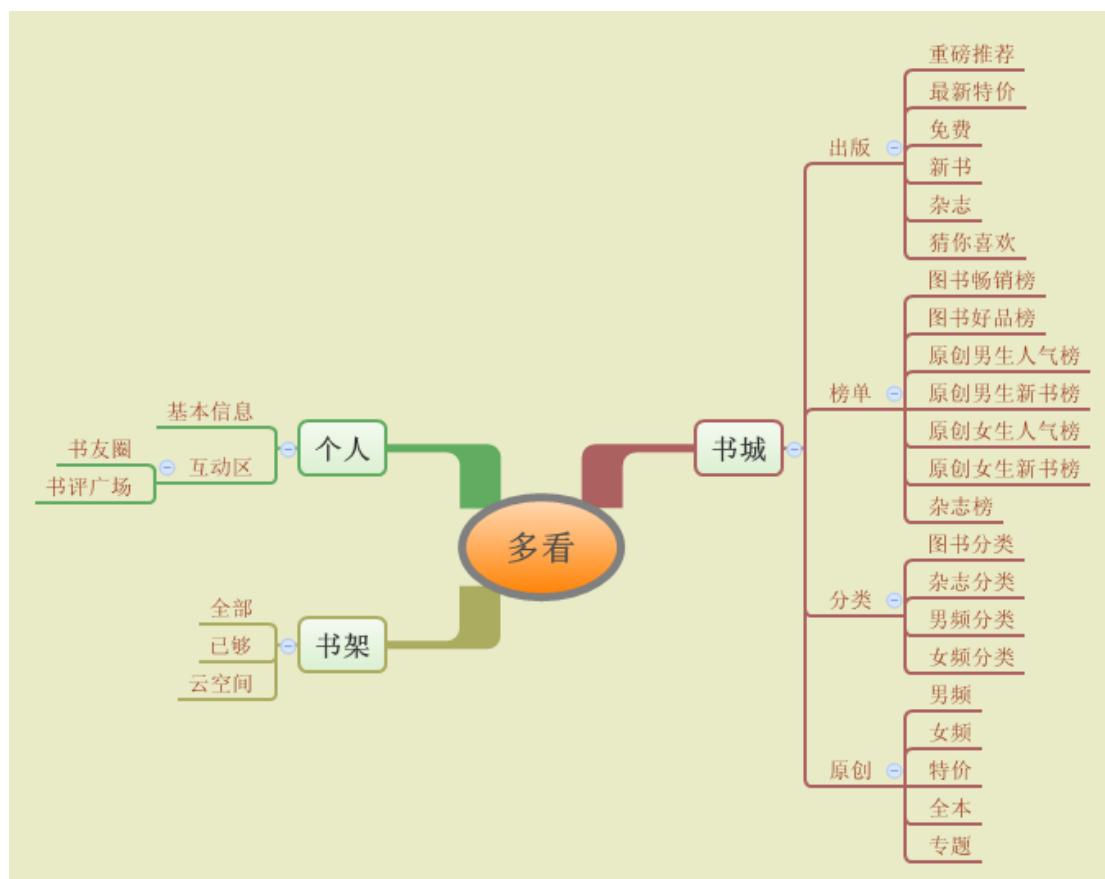 多看
书城
出版
重磅推荐
最新特价
免费
新书
杂志
猜你喜欢
榜单
图书畅销榜
图书好品榜
原创男生人气榜
原创男生新书榜
原创女生人气榜
原创女生新书榜
杂志榜
分类
图书分类
杂志分类
男频分类
女频分类
原创
男频
女频
特价
全本
专题
个人
基本信息
互动区
书友圈
书评广场
书架
全部
已够
云空间